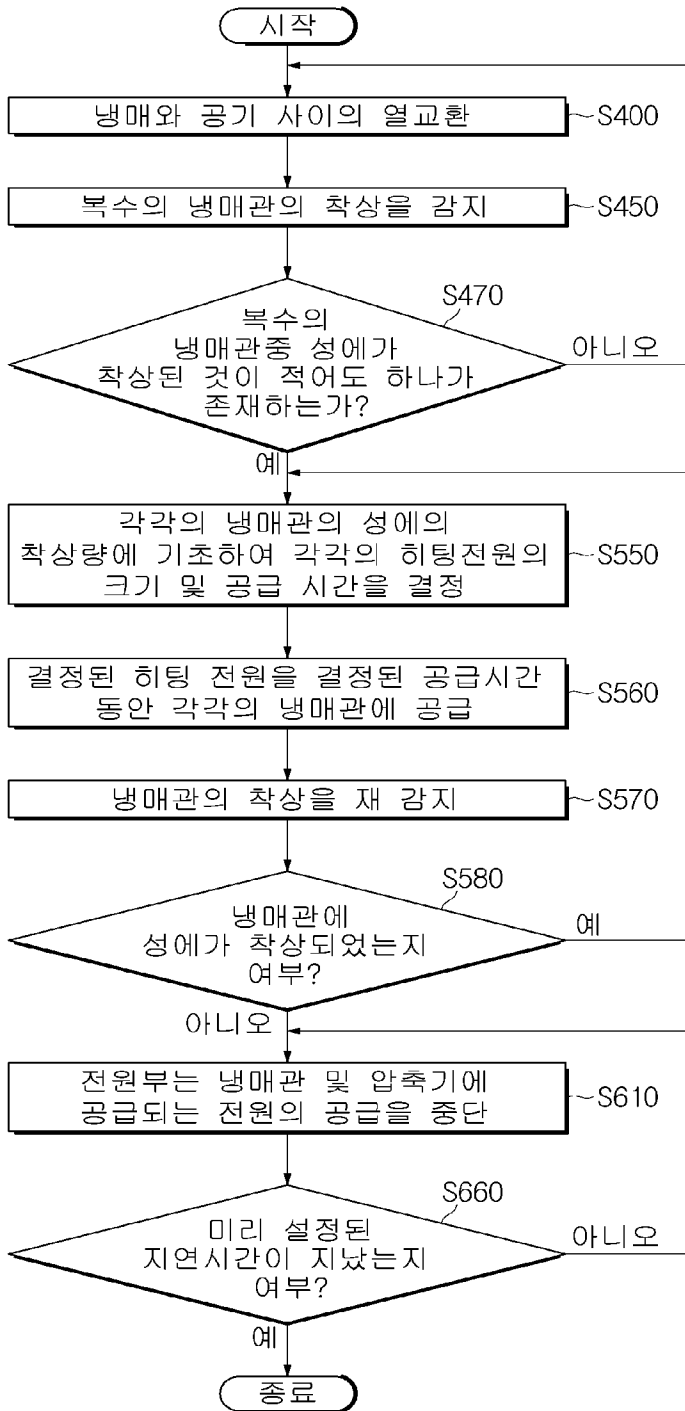 시작
냉매와 공기 사이의 열교환
S400
복수의 냉매관의 착상을 감지
S450
S470
복수의
냉매관중 성에가
착상된 것이 적어도 하나가
존재하는가?
아니오
예
각각의 냉매관의 성에의
착상량에 기초하여 각각의 히팅전원의
크기 및 공급 시간을 결정
S550
결정된 히팅 전원을 결정된 공급시간
동안 각각의 냉매관에 공급
S560
냉매관의 착상을 재 감지
S570
S580
냉매관에
성에가 착상되었는지
여부?
예
아니오
전원부는 냉매관 및 압축기에
공급되는 전원의 공급을 중단
S610
S660
미리 설정된
지연시간이 지났는지
여부?
아니오
예
종료